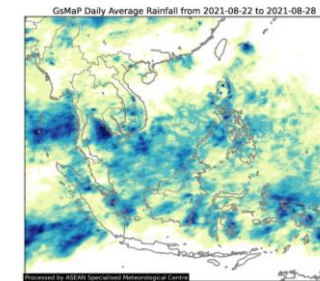 GsMaP Daily Average Rainfall from 2021-08-22 to 2021-08-28
Processed by ASEAN Specialised Meteorological Centre